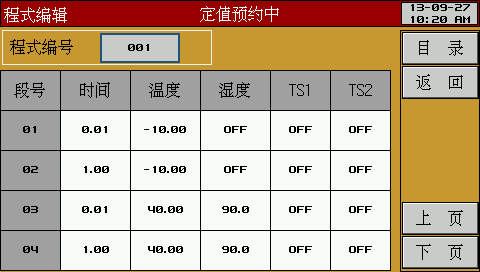 程式编辑 定值预约中 13-09-27
10:20 AM
程式编号 001
目 录
返 回
段号 时间 温度 湿度 TS1 TS2
01 0.01 -10.00 OFF OFF OFF
02 1.00 -10.00 OFF OFF OFF
03 0.01 40.00 90.0 OFF OFF
04 1.00 40.00 90.0 OFF OFF
上 页
下 页